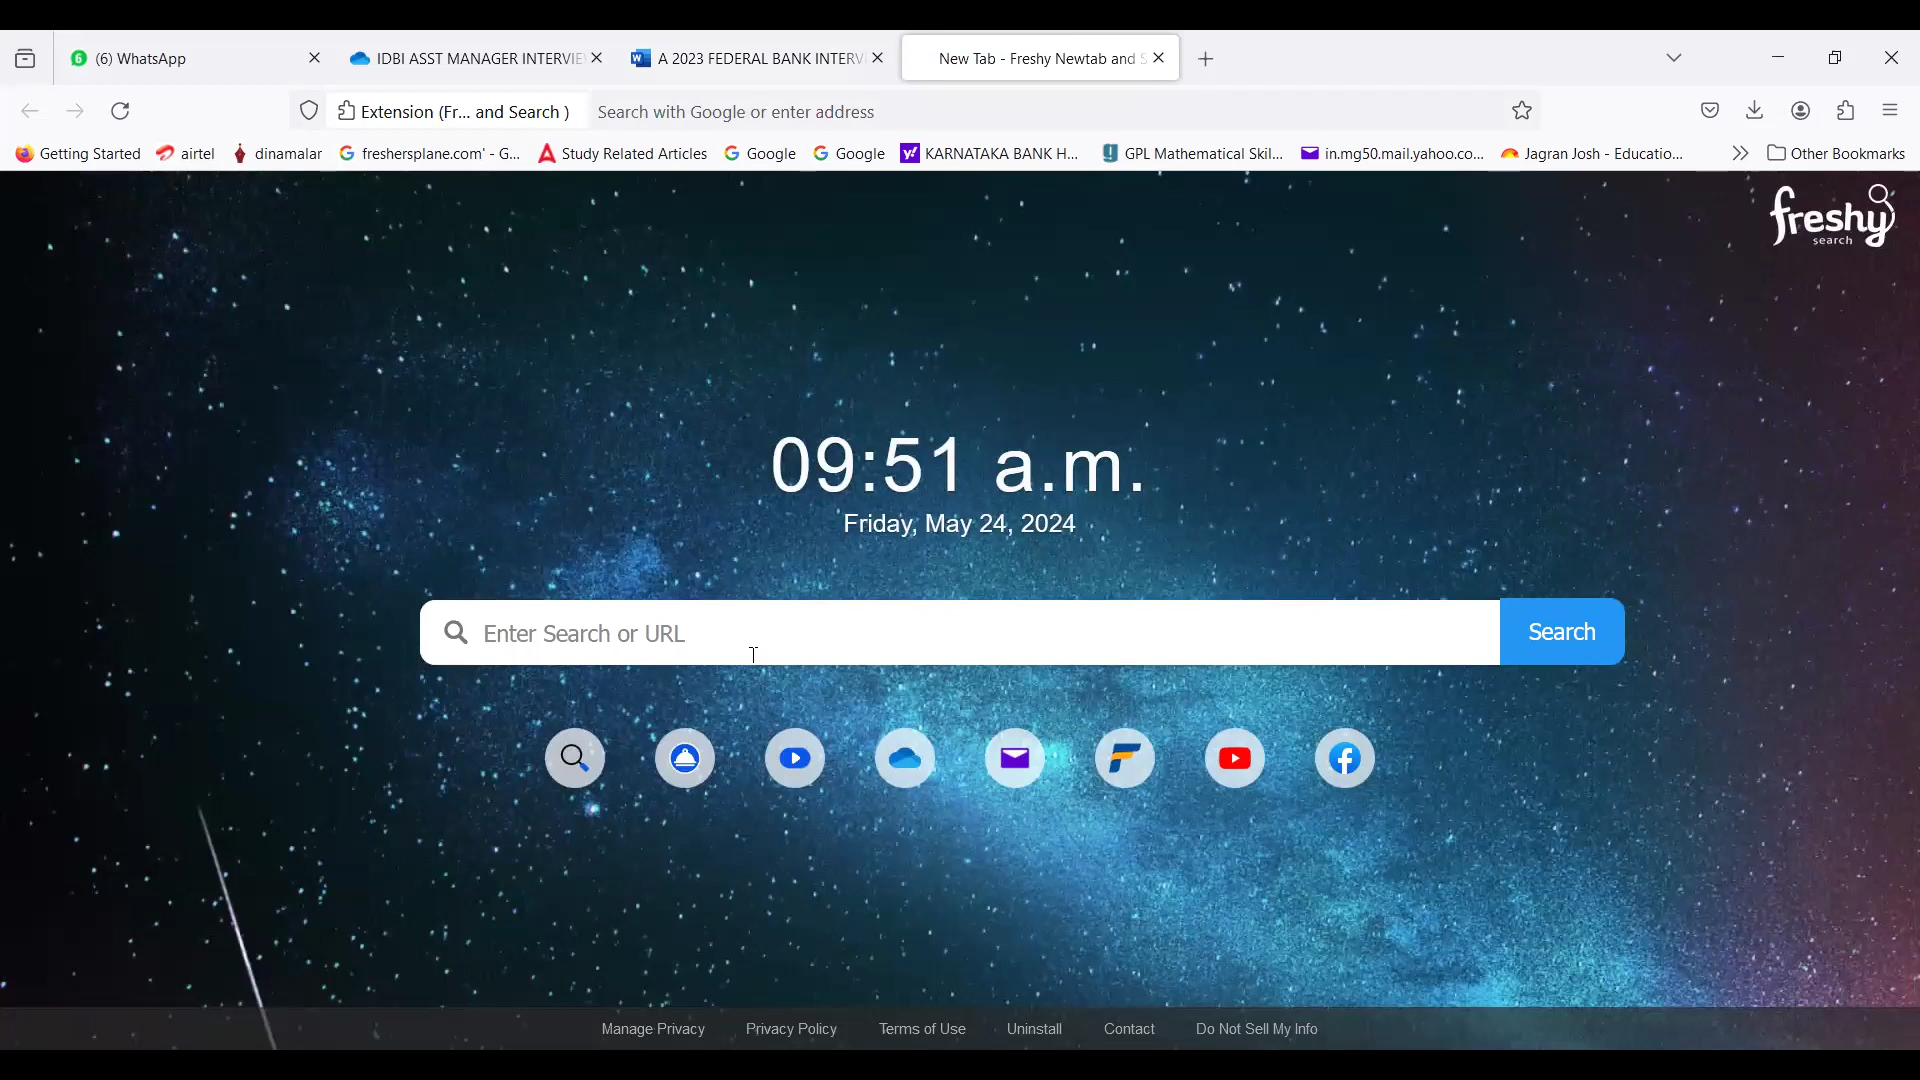 (6) WhatsApp
IDBI ASST MANAGER INTERVIE
A 2023 FEDERAL BANK INTERV
New Tab - Freshy Newtab and S
Extension (Fr... and Search )
Search with Google or enter address
Getting Started
airtel
dinamalar
freshersplane.com' - G...
Study Related Articles
Google
Google
KARNATAKA BANK H...
GPL Mathematical Skil...
in.mg50.mail.yahoo.co...
Jagran Josh - Educatio...
Other Bookmarks
freshy
search
09:51 a.m.
Friday, May 24, 2024
Enter Search or URL
Search
Manage Privacy
Privacy Policy
Terms of Use
Uninstall
Contact
Do Not Sell My Info